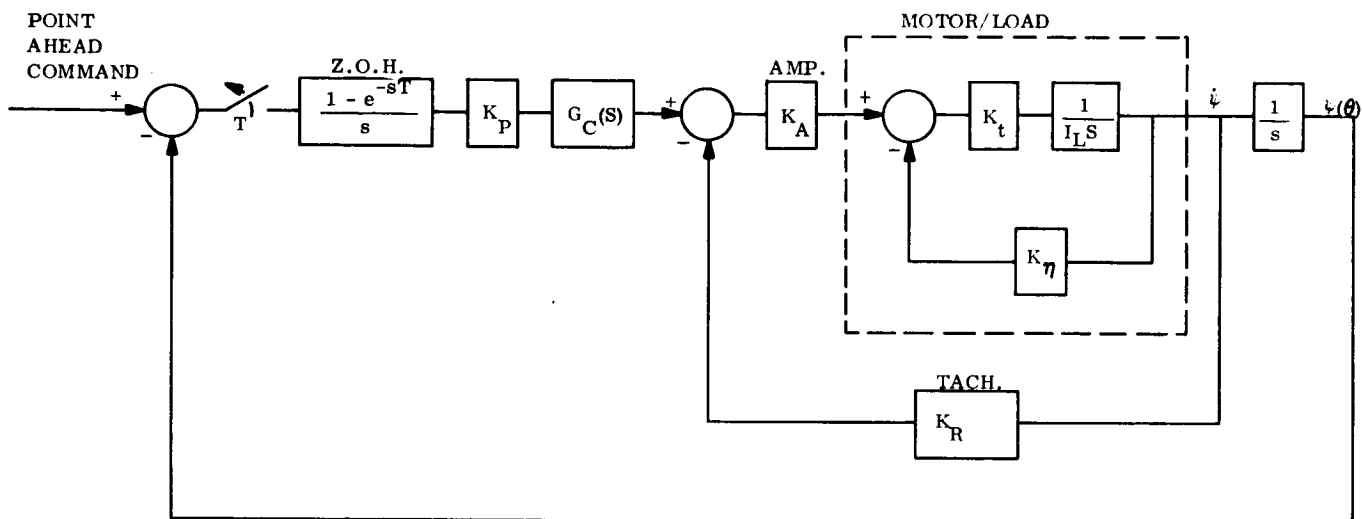 POINT
AHEAD
COMMAND
MOTOR/LOAD
Z.O.H.
AMP.
+
-
T
1 - e^-sT
s
K_P
G_C(S)
+
-
K_A
+
-
K_t
1
I_L S
ψ̇
1
s
ψ(θ)
K_η
TACH.
K_R